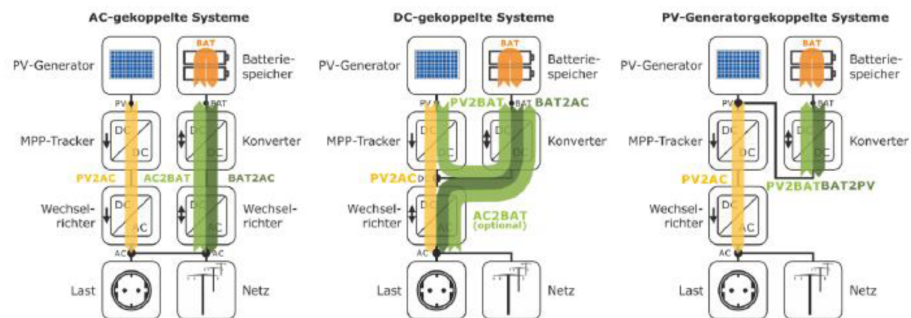 AC-gekoppelte Systeme
BAT
PV-Generator
Batterie-
speicher
PV
BAT
DC
DC
MPP-Tracker
Konverter
DC
DC
PV2AC
AC2BAT
BAT2AC
DC
DC
Wechsel-
richter
Wechsel-
richter
AC
AC
AC
AC
Last
Netz
DC-gekoppelte Systeme
BAT
PV-Generator
Batterie-
speicher
PV
PV2BAT
BAT
BAT2AC
DC
DC
MPP-Tracker
Konverter
DC
DC
PV2AC
DC
DC
Wechsel-
richter
AC
AC2BAT
(optional)
AC
Last
Netz
PV-Generatorgekoppelte Systeme
BAT
PV-Generator
Batterie-
speicher
PV
BAT
DC
DC
MPP-Tracker
Konverter
DC
DC
PV2AC
PV2BAT
BAT2PV
DC
Wechsel-
richter
AC
AC
Last
Netz